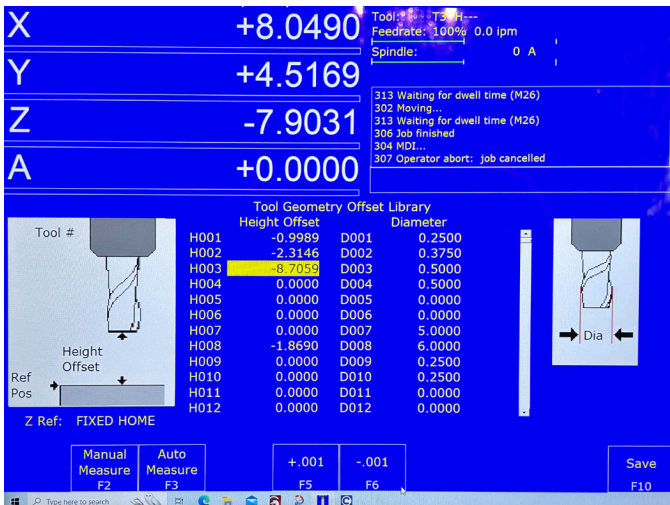 X +8.0490
Tool: T3 H---
Feedrate: 100% 0.0 ipm
Spindle: 0 A
Y +4.5169
Z -7.9031
A +0.0000
313 Waiting for dwell time (M26)
302 Moving...
313 Waiting for dwell time (M26)
306 Job finished
304 MDI...
307 Operator abort: job cancelled
Tool Geometry Offset Library
Height Offset Diameter
H001 -0.9989 D001 0.2500
H002 -2.3146 D002 0.3750
H003 -8.7059 D003 0.5000
H004 0.0000 D004 0.5000
H005 0.0000 D005 0.0000
H006 0.0000 D006 0.0000
H007 0.0000 D007 5.0000
H008 -1.8690 D008 6.0000
H009 0.0000 D009 0.2500
H010 0.0000 D010 0.2500
H011 0.0000 D011 0.0000
H012 0.0000 D012 0.0000
Tool #
Height
Offset
Ref
Pos
Z Ref: FIXED HOME
Dia
Manual
Measure
F2
Auto
Measure
F3
+.001
F5
-.001
F6
Save
F10
Type here to search